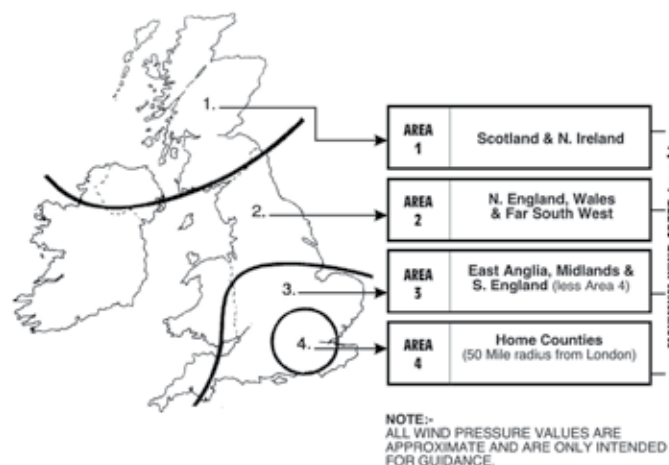 1.
AREA
1
Scotland & N. Ireland
2.
AREA
2
N. England, Wales
& Far South West
3.
AREA
3
East Anglia, Midlands &
S. England (less Area 4)
4.
AREA
4
Home Counties
(50 Mile radius from London)
NOTE:-
ALL WIND PRESSURE VALUES ARE
APPROXIMATE AND ARE ONLY INTENDED
FOR GUIDANCE.